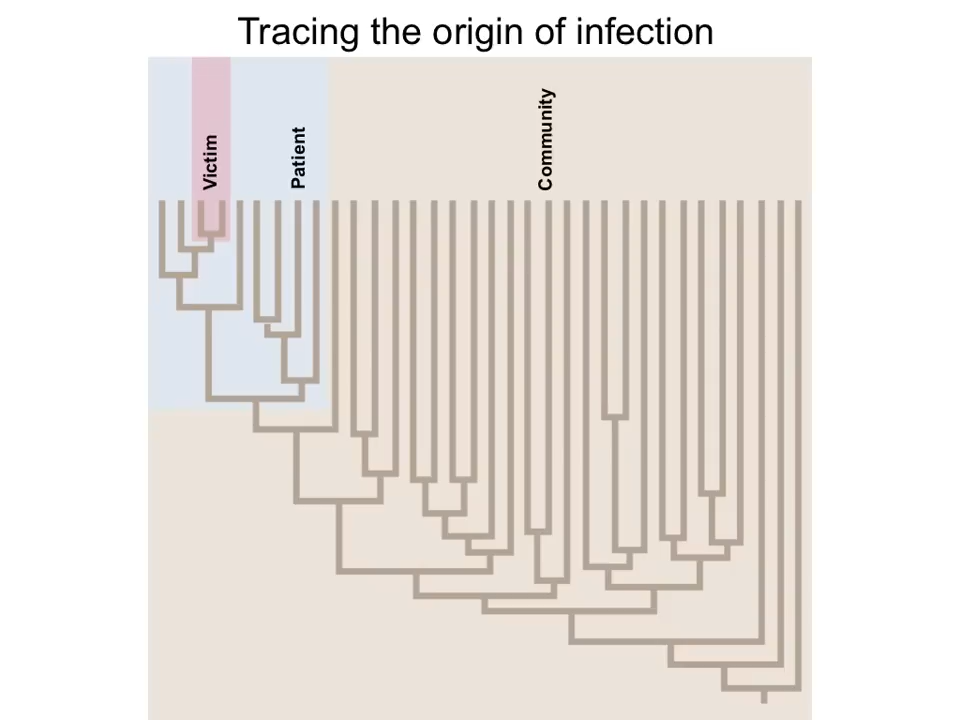 Tracing the origin of infection
Victim
Patient
Community